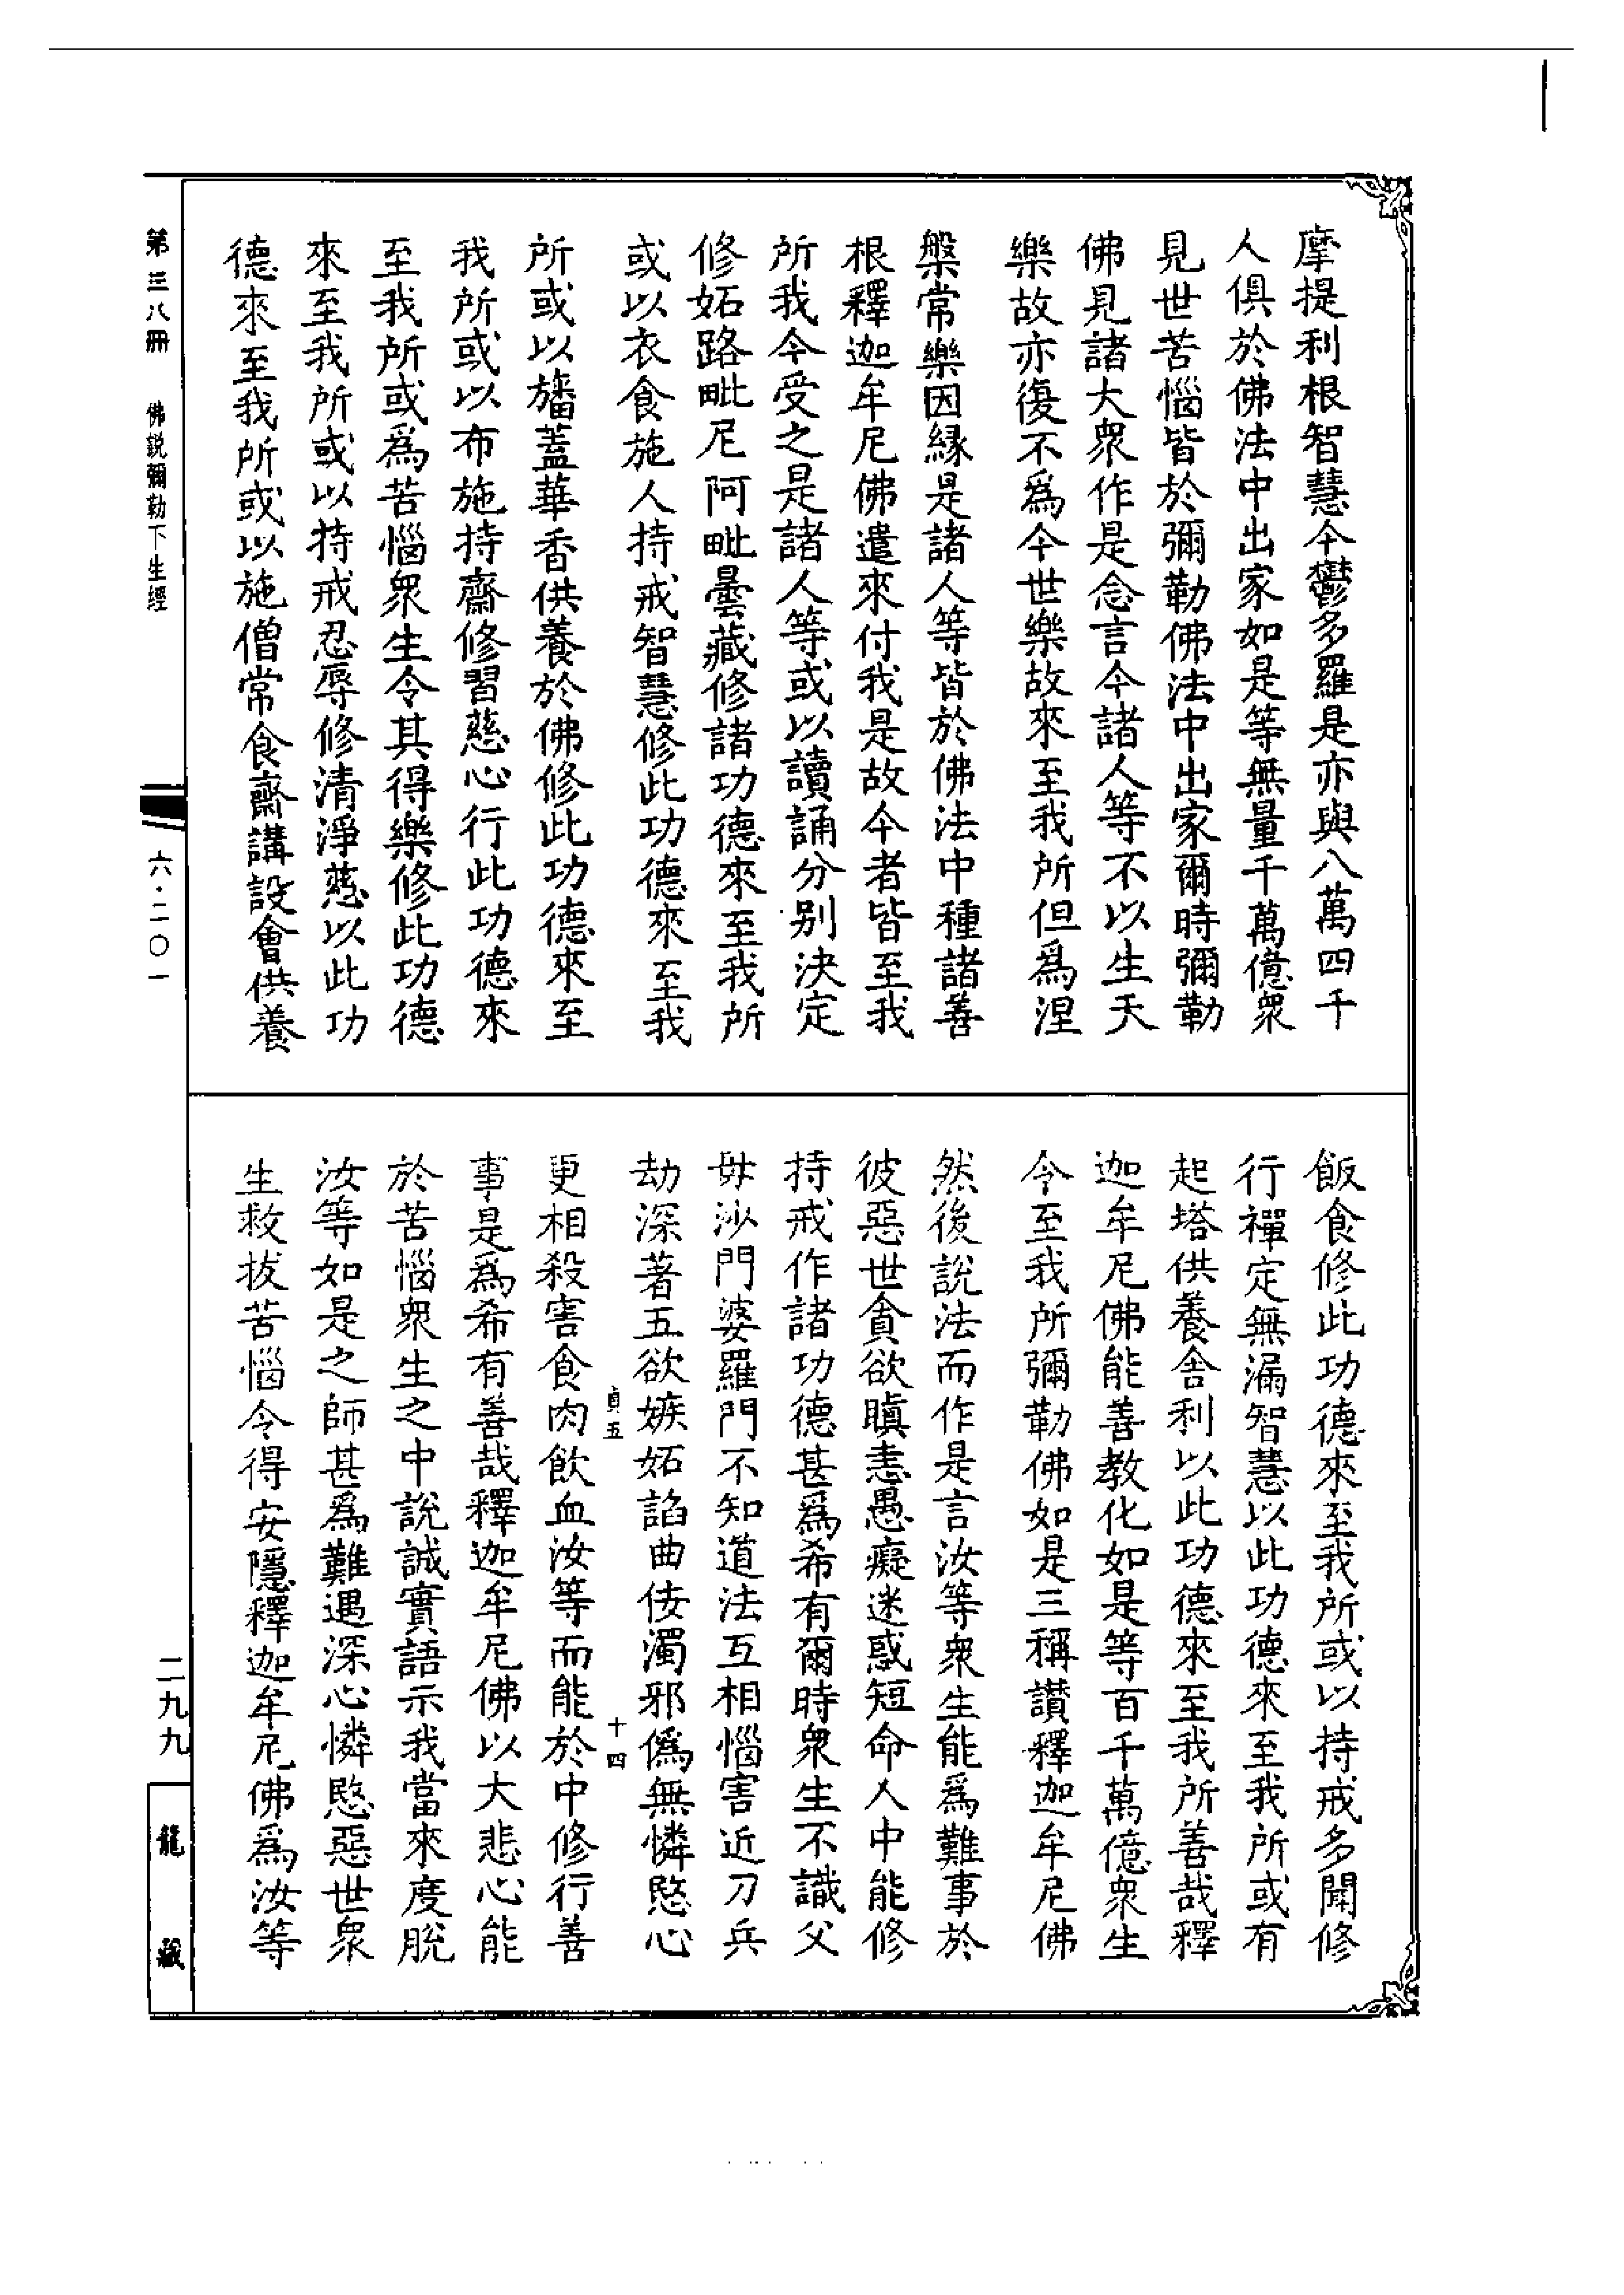 摩提利根智慧今鬱多羅是亦與八萬四千
人俱於佛法中出家如是等無量千萬億衆
見世苦惱皆於彌勒佛法中出家爾時彌勒
佛見諸大衆作是念言今諸人等不以生天
樂故亦復不爲今世樂故來至我所但爲涅
槃常樂因緣是諸人等皆於佛法中種諸善
根釋迦牟尼佛遣來付我是故今者皆至我
所我今受之是諸人等或以讀誦分别決定
修妬路毗尼阿毗曇藏修諸功德來至我所
或以衣食施人持戒智慧修此功德來至我
所或以旛蓋華香供養於佛修此功德來至
我所或以布施持齋修習慈心行此功德來
至我所或爲苦惱衆生令其得樂修此功德
來至我所或以持戒忍辱修清淨慈以此功
德來至我所或以施僧常食齋講設會供養
飯食修此功德來至我所或以持戒多聞修
行禪定無漏智慧以此功德來至我所或有
起塔供養舍利以此功德來至我所善哉釋
迦牟尼佛能善教化如是等百千萬億衆生
令至我所彌勒佛如是三稱讃釋迦牟尼佛
然後說法而作是言汝等衆生能爲難事於
彼惡世貪欲瞋恚愚癡迷惑短命人中能修
持戒作諸功德甚爲希有爾時衆生不識父
母沙門婆羅門不知道法互相惱害近刀兵
劫深著五欲嫉妬諂曲佞濁邪僞無憐愍心
貞五
十四
更相殺害食肉飲血汝等而能於中修行善
事是爲希有善哉釋迦牟尼佛以大悲心能
於苦惱衆生之中說誠實語示我當來度脫
汝等如是之師甚爲難遇深心憐愍惡世衆
生救拔苦惱令得安隱釋迦牟尼佛爲汝等
第三八冊
佛説彌勒下生經
六·二〇一
二九九
龍藏